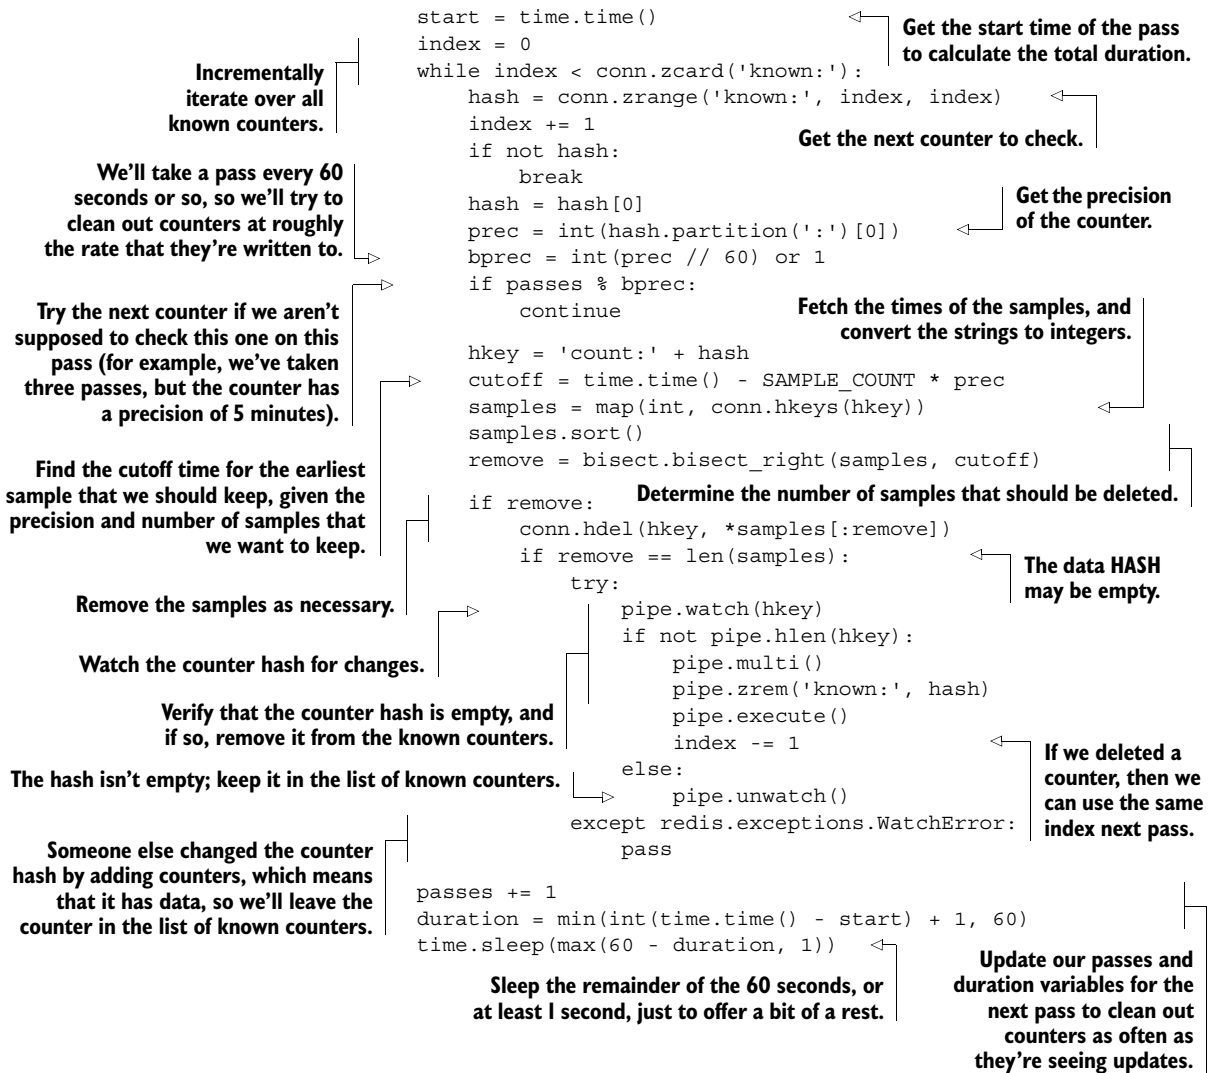 start = time.time()
Get the start time of the pass
to calculate the total duration.
index = 0
Incrementally
iterate over all
known counters.
while index < conn.zcard('known:'):
    hash = conn.zrange('known:', index, index)
Get the next counter to check.
    index += 1
    if not hash:
        break
    hash = hash[0]
    prec = int(hash.partition(':')[0])
Get the precision
of the counter.
We'll take a pass every 60
seconds or so, so we'll try to
clean out counters at roughly
the rate that they're written to.
    bprec = int(prec // 60) or 1
    if passes % bprec:
        continue
Try the next counter if we aren't
supposed to check this one on this
pass (for example, we've taken
three passes, but the counter has
a precision of 5 minutes).
Fetch the times of the samples, and
convert the strings to integers.
    hkey = 'count:' + hash
    cutoff = time.time() - SAMPLE_COUNT * prec
    samples = map(int, conn.hkeys(hkey))
    samples.sort()
    remove = bisect.bisect_right(samples, cutoff)
Find the cutoff time for the earliest
sample that we should keep, given the
precision and number of samples that
we want to keep.
Determine the number of samples that should be deleted.
    if remove:
        conn.hdel(hkey, *samples[:remove])
        if remove == len(samples):
The data HASH
may be empty.
Remove the samples as necessary.
            try:
                pipe.watch(hkey)
Watch the counter hash for changes.
                if not pipe.hlen(hkey):
                    pipe.multi()
                    pipe.zrem('known:', hash)
                    pipe.execute()
                    index -= 1
Verify that the counter hash is empty, and
if so, remove it from the known counters.
If we deleted a
counter, then we
can use the same
index next pass.
                else:
                    pipe.unwatch()
The hash isn't empty; keep it in the list of known counters.
            except redis.exceptions.WatchError:
                pass
Someone else changed the counter
hash by adding counters, which means
that it has data, so we'll leave the
counter in the list of known counters.
passes += 1
duration = min(int(time.time() - start) + 1, 60)
time.sleep(max(60 - duration, 1))
Sleep the remainder of the 60 seconds, or
at least 1 second, just to offer a bit of a rest.
Update our passes and
duration variables for the
next pass to clean out
counters as often as
they're seeing updates.